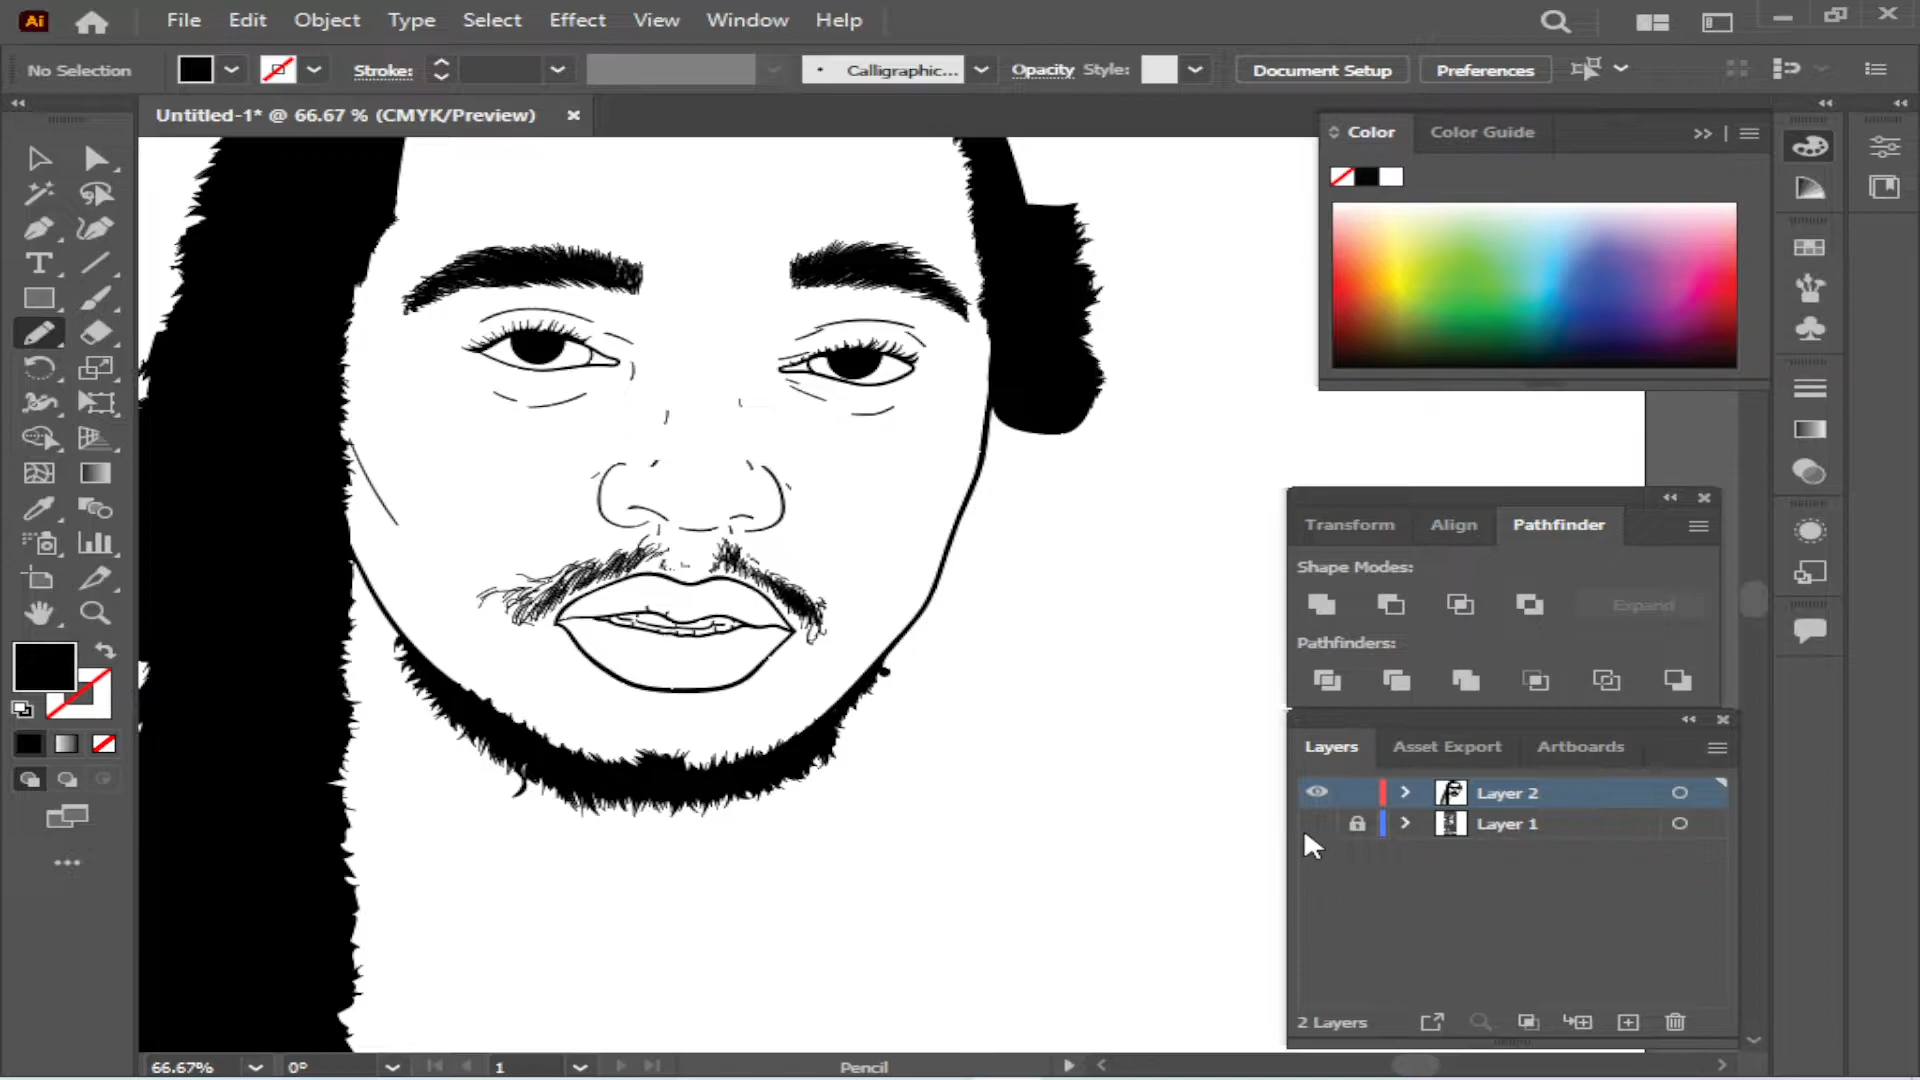 Ai
File Edit Object Type Select Effect View Window Help
No Selection
Stroke:
Calligraphic...
Opacity
Style:
Document Setup
Preferences
Untitled-1* @ 66.67 % (CMYK/Preview)
Color
Color Guide
Transform
Align
Pathfinder
Shape Modes:
Expand
Pathfinders:
Layers
Asset Export
Artboards
Layer 2
Layer 1
2 Layers
66.67%
0°
1
Pencil